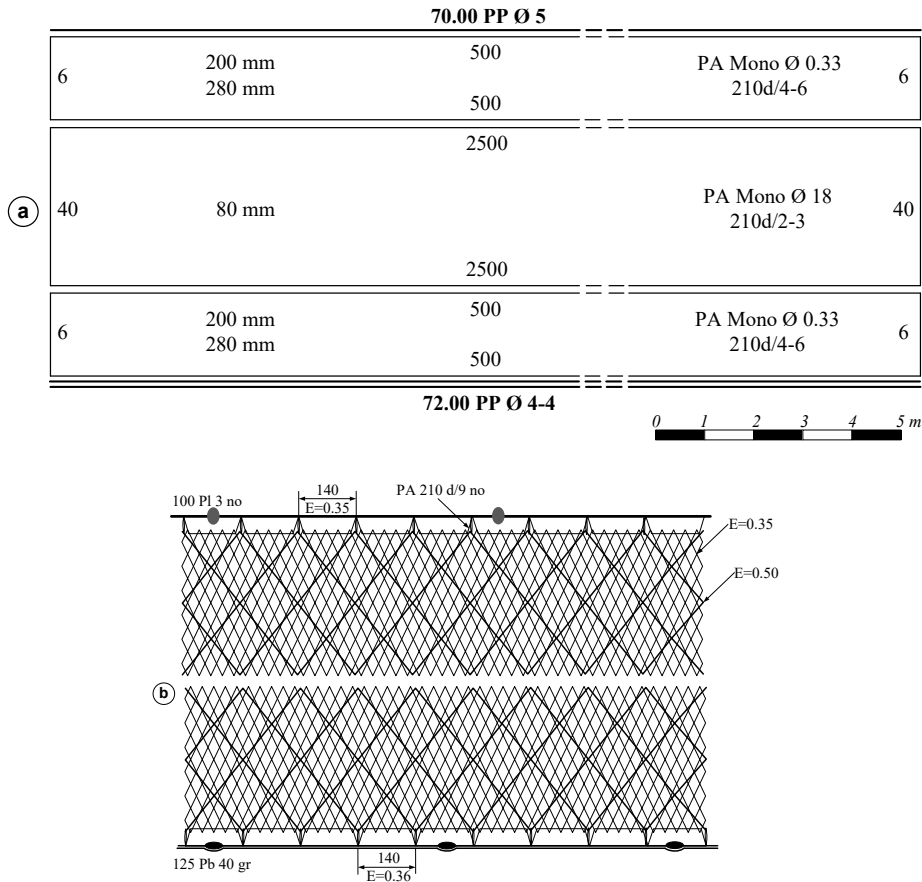 70.00 PP Ø 5
6 200 mm 500 PA Mono Ø 0.33 6
280 mm 500 210d/4-6
2500
a 40 80 mm PA Mono Ø 18 40
210d/2-3
2500
6 200 mm 500 PA Mono Ø 0.33 6
280 mm 500 210d/4-6
72.00 PP Ø 4-4
0 1 2 3 4 5 m
100 Pl 3 no 140 PA 210 d/9 no
E=0.35
E=0.35
E=0.50
b
125 Pb 40 gr 140
E=0.36